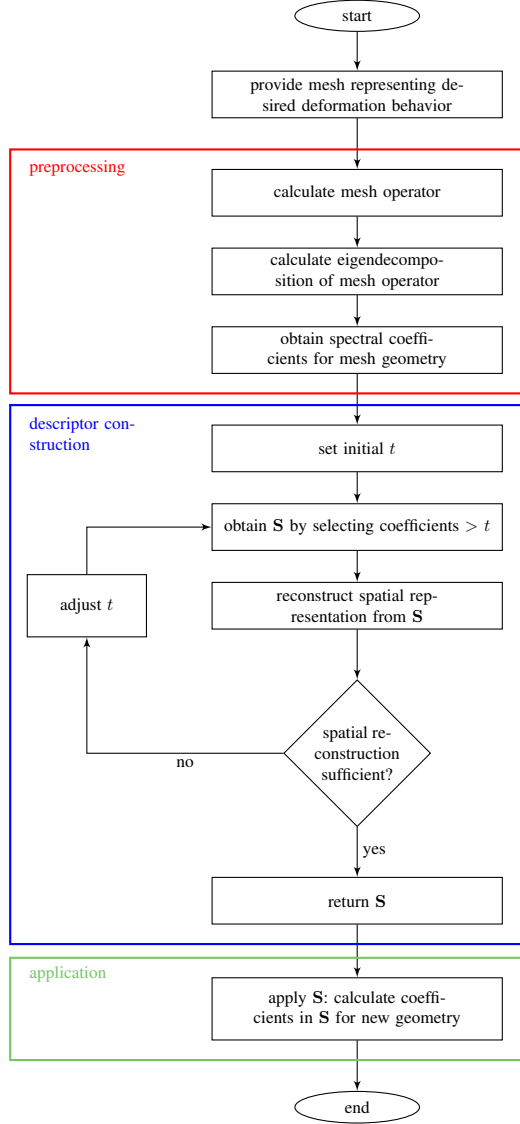 start
provide mesh representing de-
sired deformation behavior
preprocessing
calculate mesh operator
calculate eigendecompo-
sition of mesh operator
obtain spectral coeffi-
cients for mesh geometry
descriptor con-
struction
set initial t
obtain S by selecting coefficients > t
adjust t
reconstruct spatial rep-
resentation from S
spatial re-
construction
sufficient?
no
yes
return S
application
apply S: calculate coeffi-
cients in S for new geometry
end